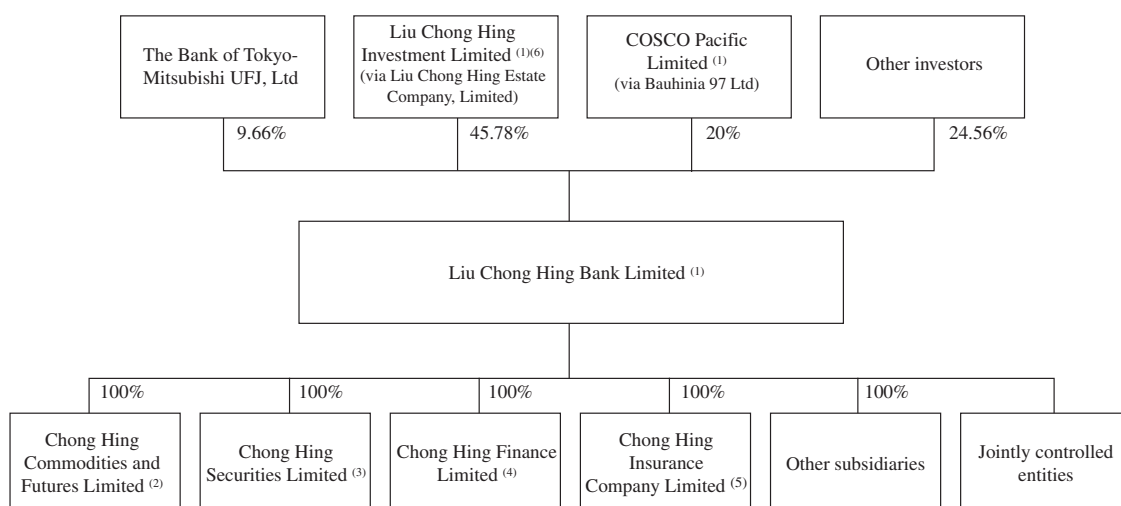 The Bank of Tokyo-
Mitsubishi UFJ, Ltd
Liu Chong Hing
Investment Limited (1)(6)
(via Liu Chong Hing Estate
Company, Limited)
COSCO Pacific
Limited (1)
(via Bauhinia 97 Ltd)
Other investors
9.66%
45.78%
20%
24.56%
Liu Chong Hing Bank Limited (1)
100%
100%
100%
100%
100%
Chong Hing
Commodities and
Futures Limited (2)
Chong Hing
Securities Limited (3)
Chong Hing Finance
Limited (4)
Chong Hing
Insurance
Company Limited (5)
Other subsidiaries
Jointly controlled
entities